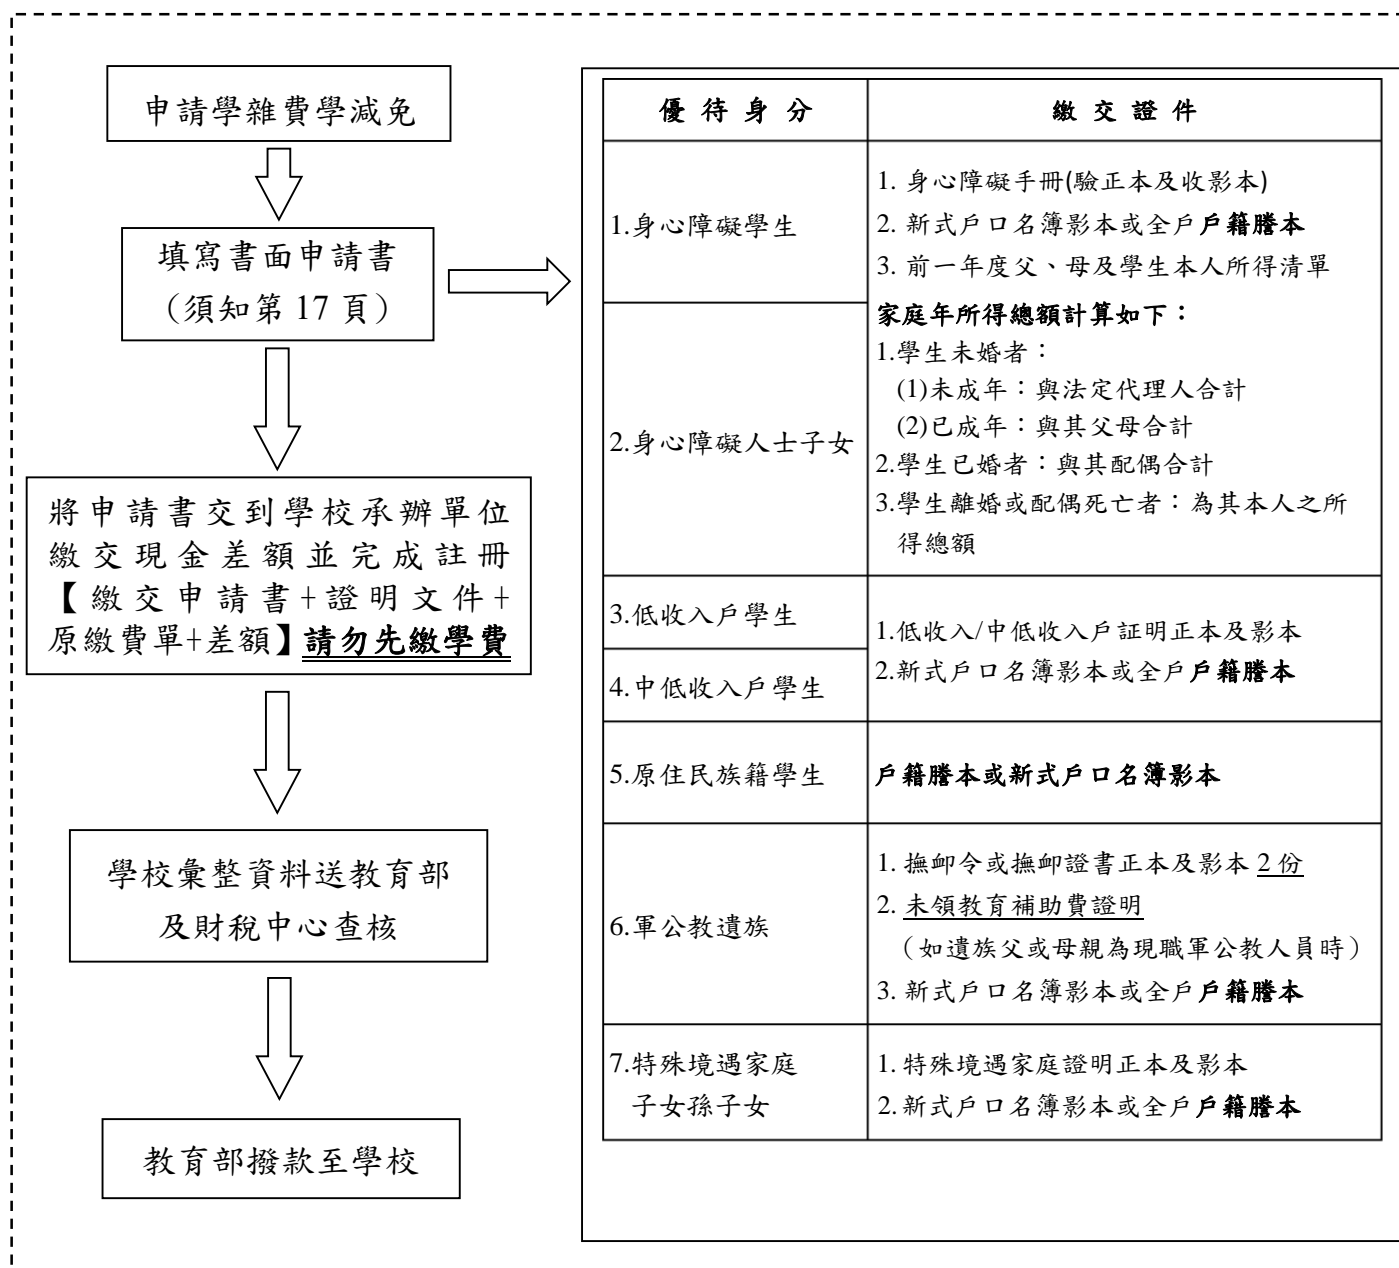 申請學雜費學減免
填寫書面申請書
（須知第 17 頁）
將申請書交到學校承辦單位
繳交現金差額並完成註冊
【繳交申請書+證明文件+
原繳費單+差額】請勿先繳學費
學校彙整資料送教育部
及財稅中心查核
教育部撥款至學校
優待身分
繳交證件
1.身心障礙學生
1. 身心障礙手冊(驗正本及收影本)
2. 新式戶口名簿影本或全戶戶籍謄本
3. 前一年度父、母及學生本人所得清單
2.身心障礙人士子女
家庭年所得總額計算如下：
1.學生未婚者：
(1)未成年：與法定代理人合計
(2)已成年：與其父母合計
2.學生已婚者：與其配偶合計
3.學生離婚或配偶死亡者：為其本人之所
得總額
3.低收入戶學生
4.中低收入戶學生
1.低收入/中低收入戶証明正本及影本
2.新式戶口名簿影本或全戶戶籍謄本
5.原住民族籍學生
戶籍謄本或新式戶口名簿影本
6.軍公教遺族
1. 撫卹令或撫卹證書正本及影本 2 份
2. 未領教育補助費證明
（如遺族父或母親為現職軍公教人員時）
3. 新式戶口名簿影本或全戶戶籍謄本
7.特殊境遇家庭
子女孫子女
1. 特殊境遇家庭證明正本及影本
2. 新式戶口名簿影本或全戶戶籍謄本